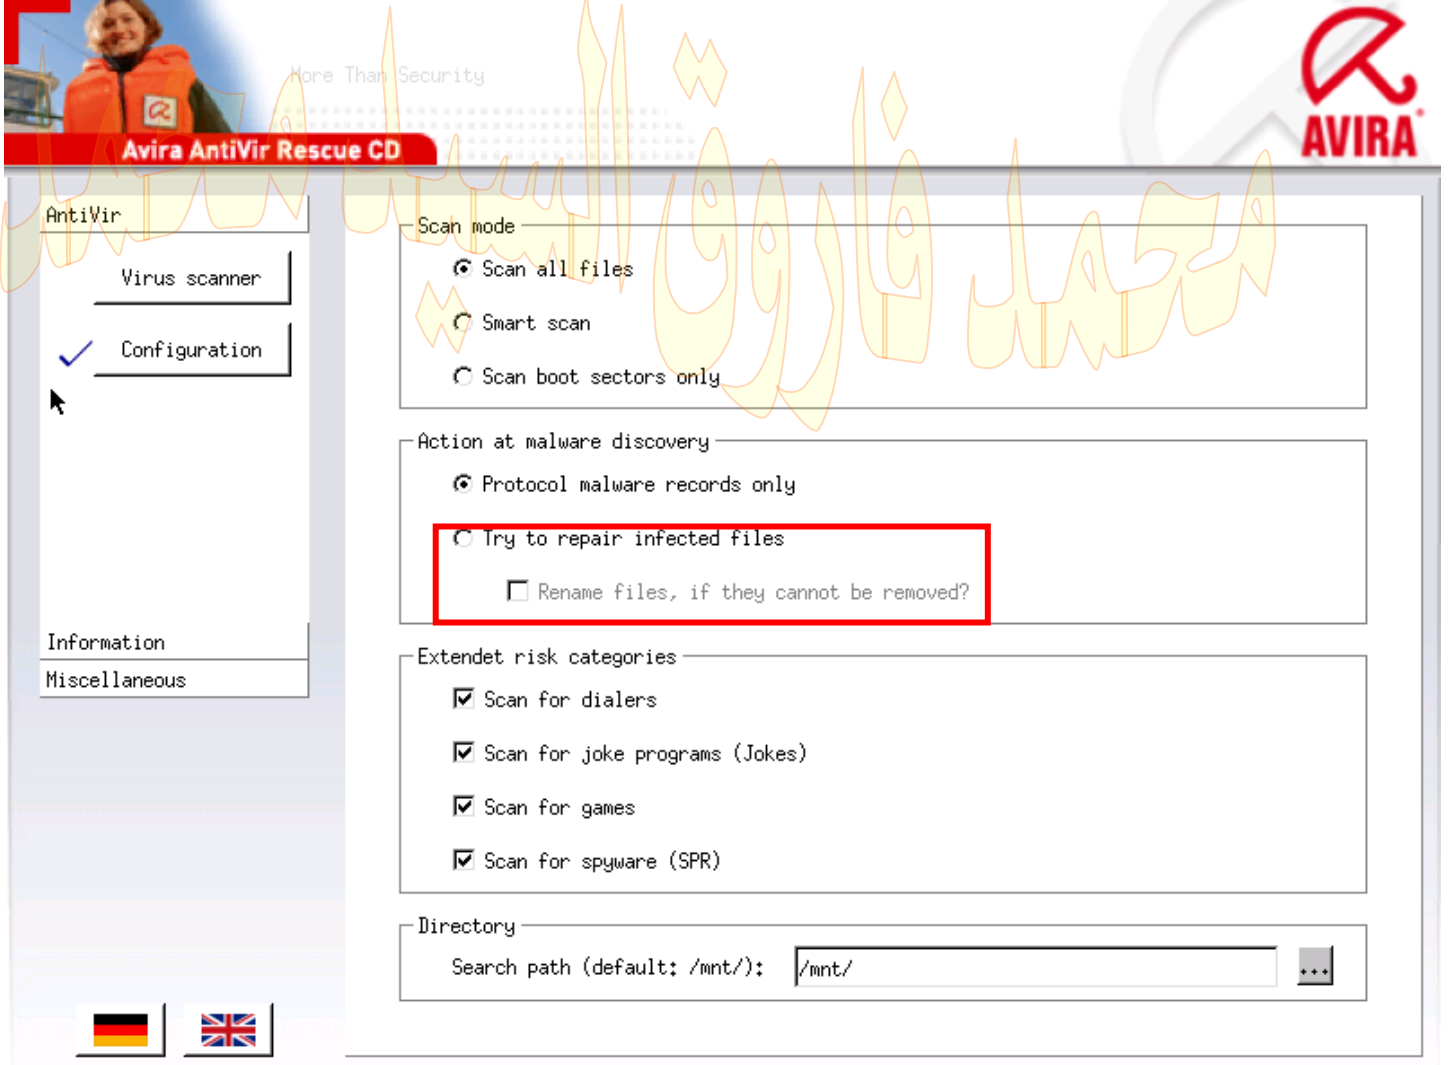 More Than Security
AVIRA
Avira AntiVir Rescue CD
محمد فاروق السيد
AntiVir
Virus scanner
Configuration
Information
Miscellaneous
Scan mode
Scan all files
Smart scan
Scan boot sectors only
Action at malware discovery
Protocol malware records only
Try to repair infected files
Rename files, if they cannot be removed?
Extendet risk categories
Scan for dialers
Scan for joke programs (Jokes)
Scan for games
Scan for spyware (SPR)
Directory
Search path (default: /mnt/): /mnt/ ...